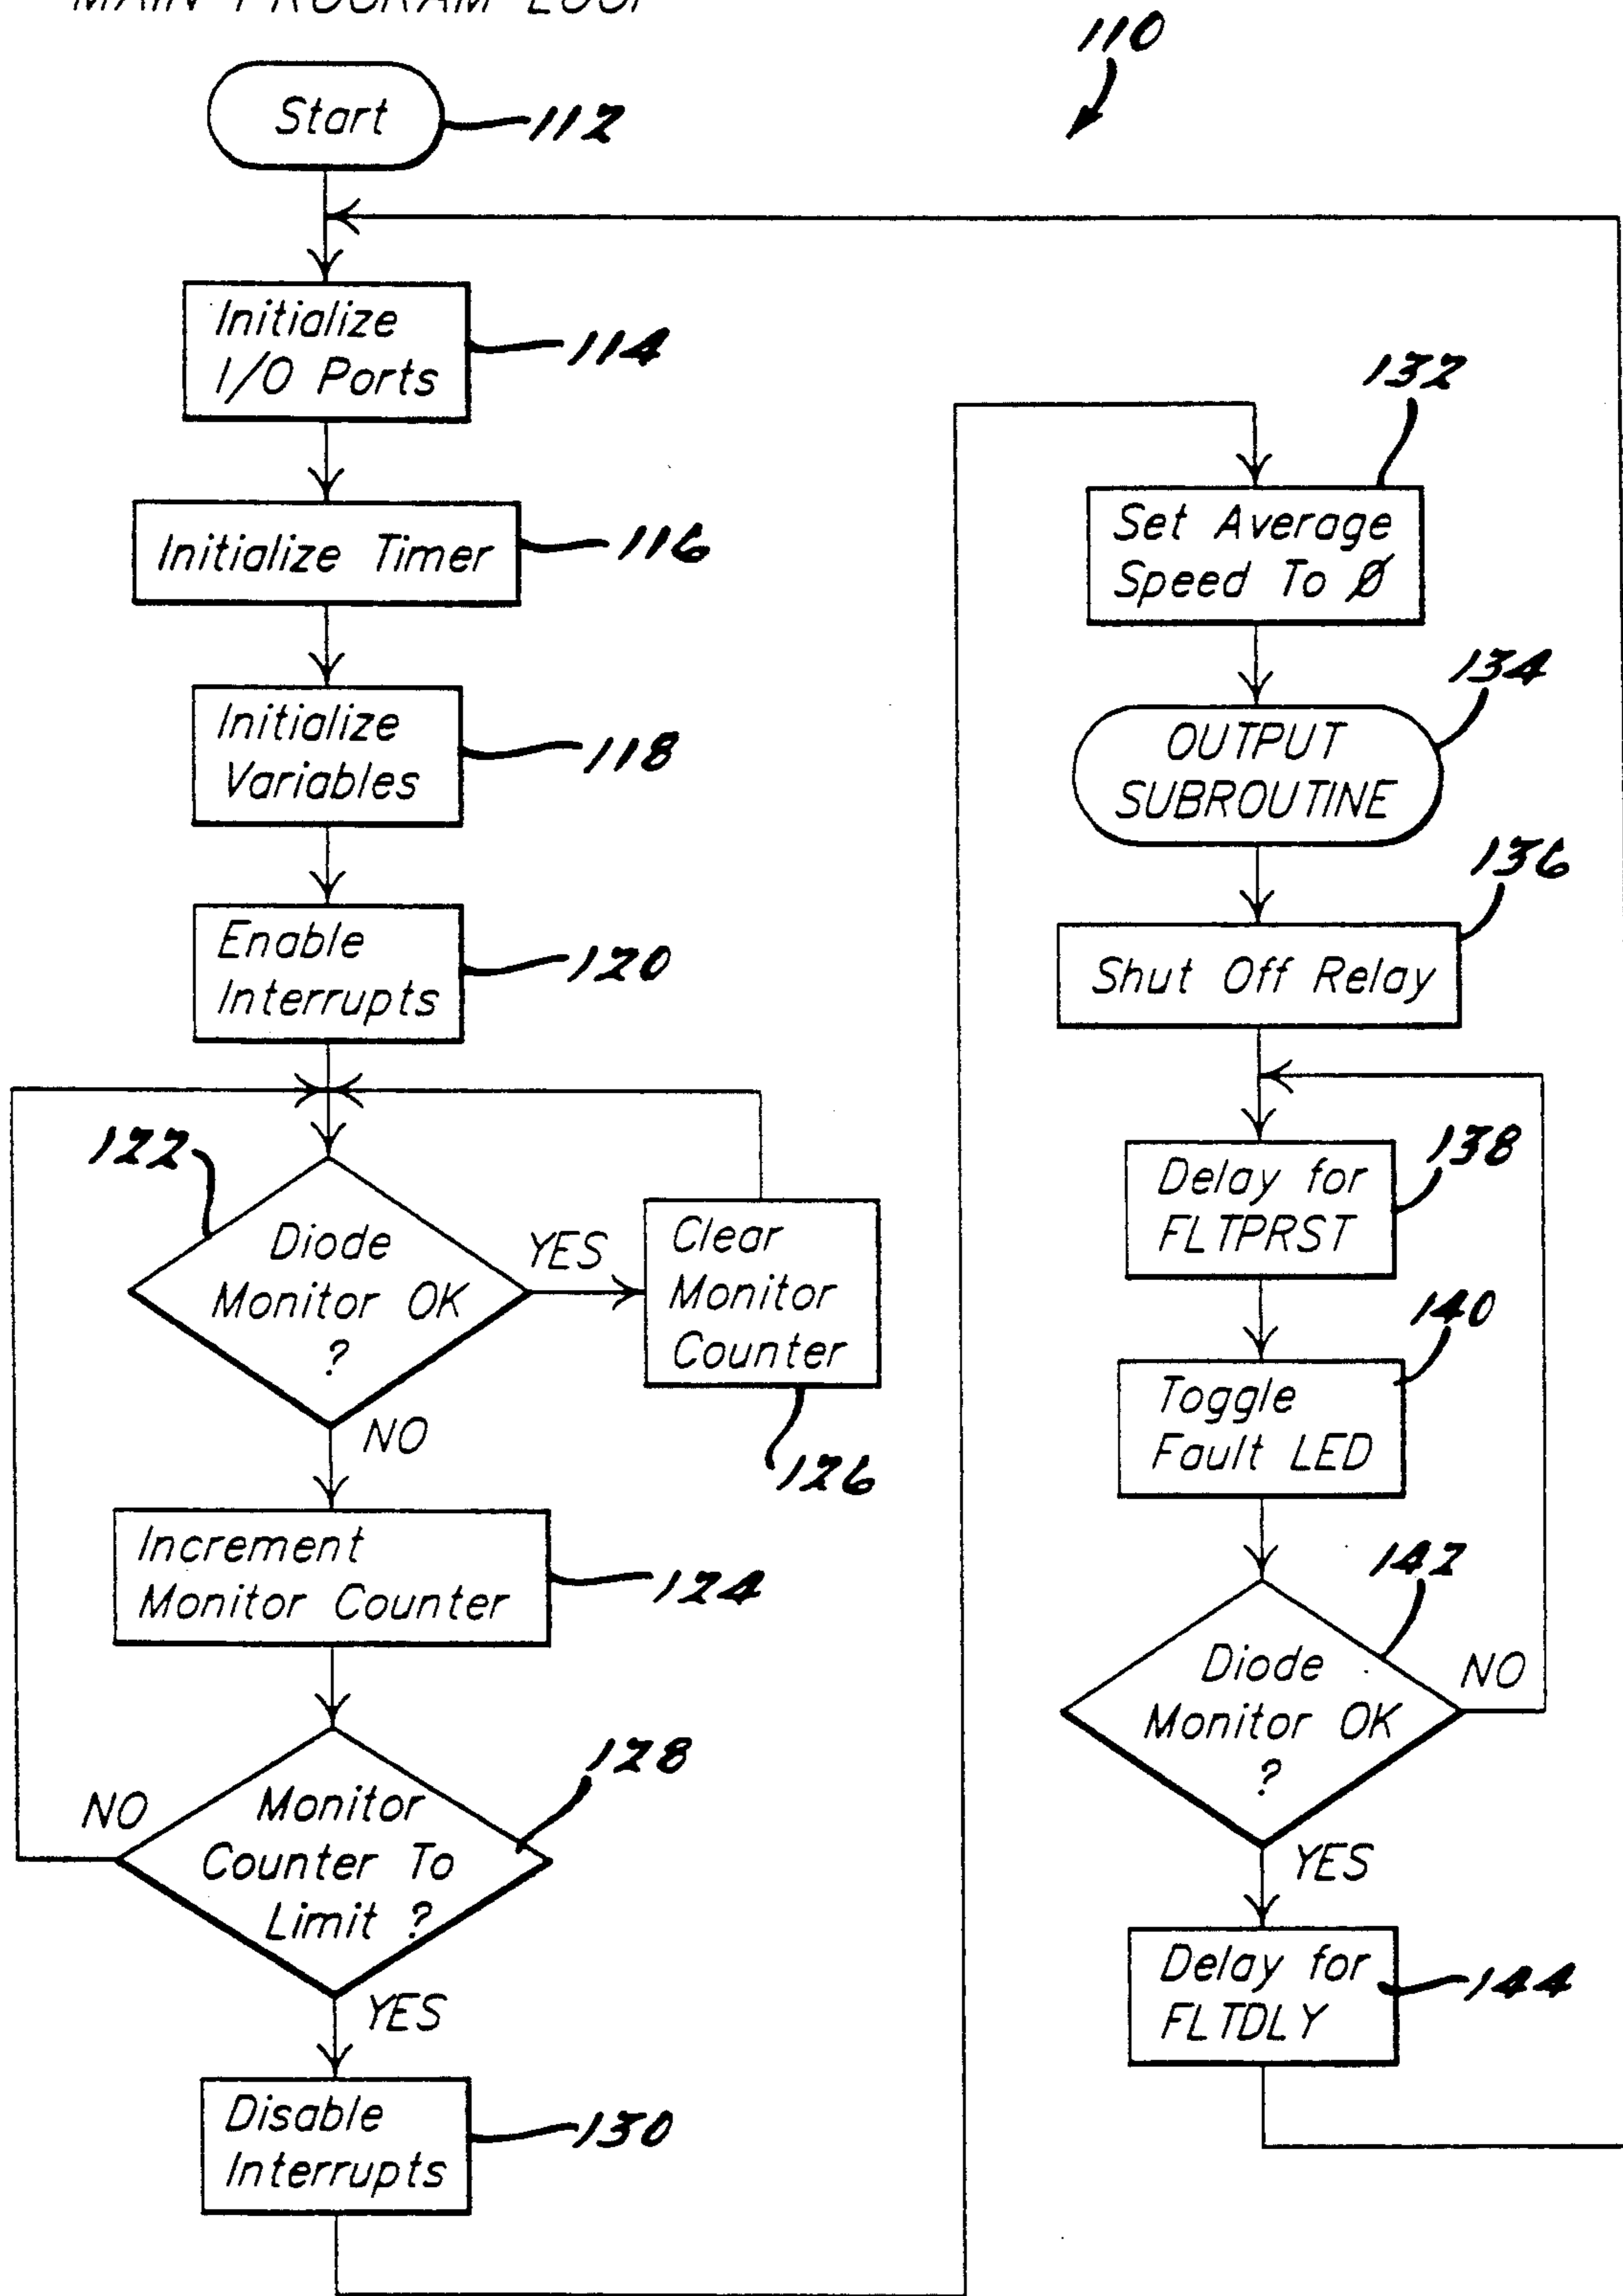 MAIN PROGRAM LOOP
110
Start
112
Initialize
I/O Ports
114
Initialize Timer
116
Initialize
Variables
118
Enable
Interrupts
120
122
Diode
Monitor OK
?
YES
Clear
Monitor
Counter
126
NO
Increment
Monitor Counter
124
Monitor
Counter To
Limit ?
128
NO
YES
Disable
Interrupts
130
132
Set Average
Speed To Ø
134
OUTPUT
SUBROUTINE
136
Shut Off Relay
138
Delay for
FLTPRST
140
Toggle
Fault LED
142
Diode
Monitor OK
?
NO
YES
Delay for
FLTDLY
144